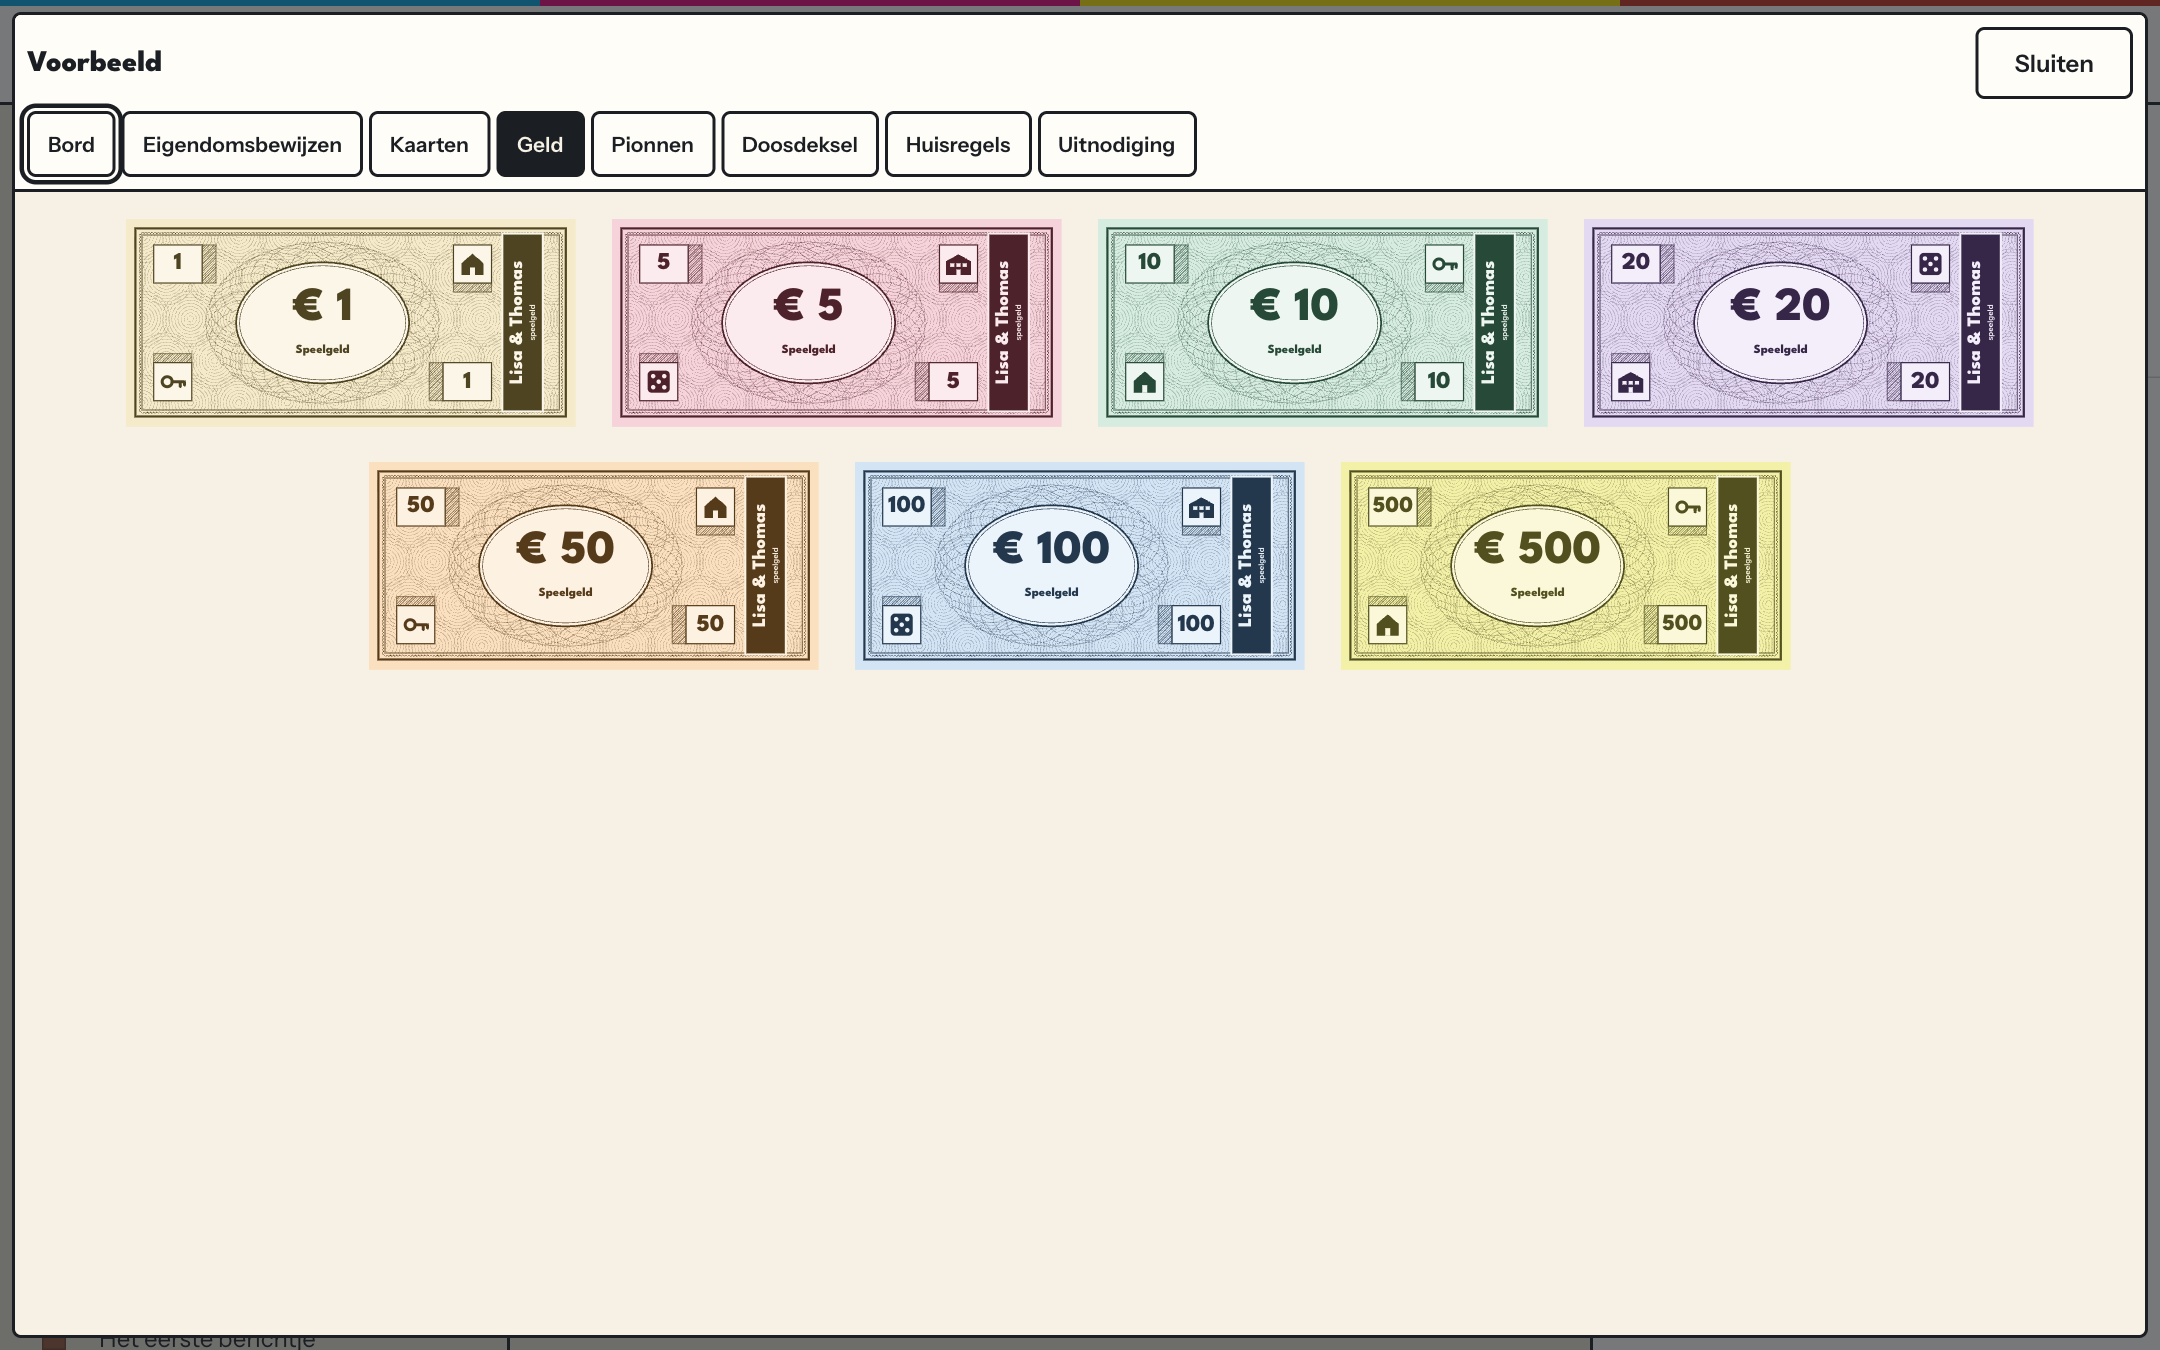 Voorbeeld
Sluiten
Bord
Eigendomsbewijzen
Kaarten
Geld
Pionnen
Doosdeksel
Huisregels
Uitnodiging
1
€ 1
Speelgeld
1
Lisa & Thomas
speelgeld
5
€ 5
Speelgeld
5
Lisa & Thomas
speelgeld
10
€ 10
Speelgeld
10
Lisa & Thomas
speelgeld
20
€ 20
Speelgeld
20
Lisa & Thomas
speelgeld
50
€ 50
Speelgeld
50
Lisa & Thomas
speelgeld
100
€ 100
Speelgeld
100
Lisa & Thomas
speelgeld
500
€ 500
Speelgeld
500
Lisa & Thomas
speelgeld
Het eerste berichtje